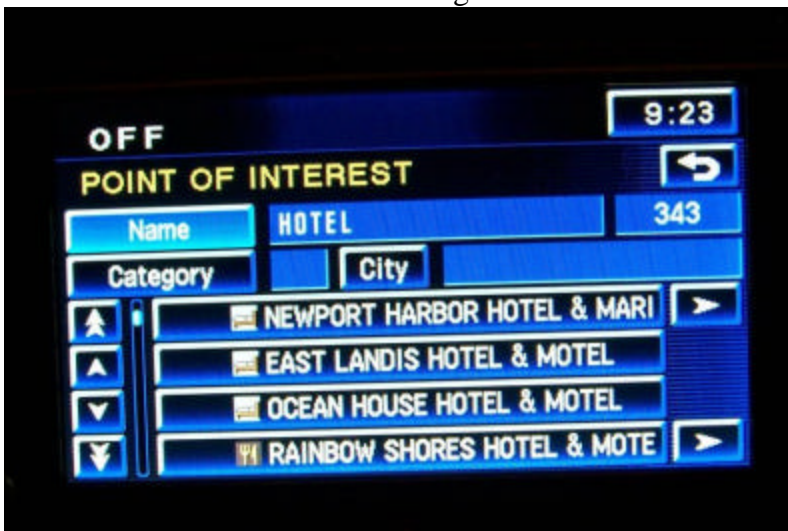 OFF
9:23
POINT OF INTEREST
Name HOTEL 343
Category City
NEWPORT HARBOR HOTEL & MARI
EAST LANDIS HOTEL & MOTEL
OCEAN HOUSE HOTEL & MOTEL
RAINBOW SHORES HOTEL & MOTE